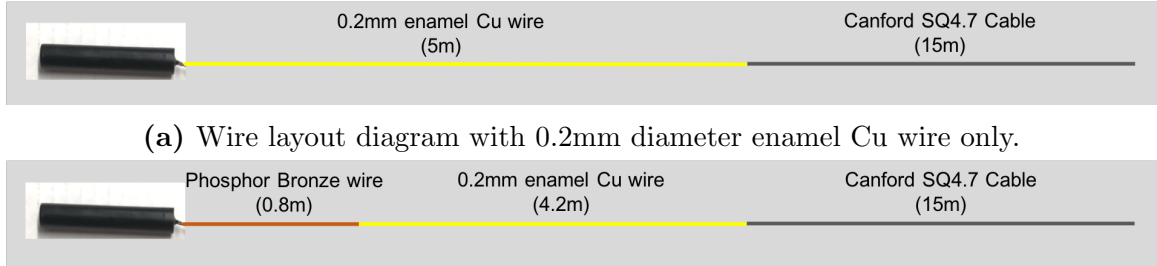 0.2mm enamel Cu wire
(5m)
Canford SQ4.7 Cable
(15m)
(a) Wire layout diagram with 0.2mm diameter enamel Cu wire only.
Phosphor Bronze wire
(0.8m)
0.2mm enamel Cu wire
(4.2m)
Canford SQ4.7 Cable
(15m)